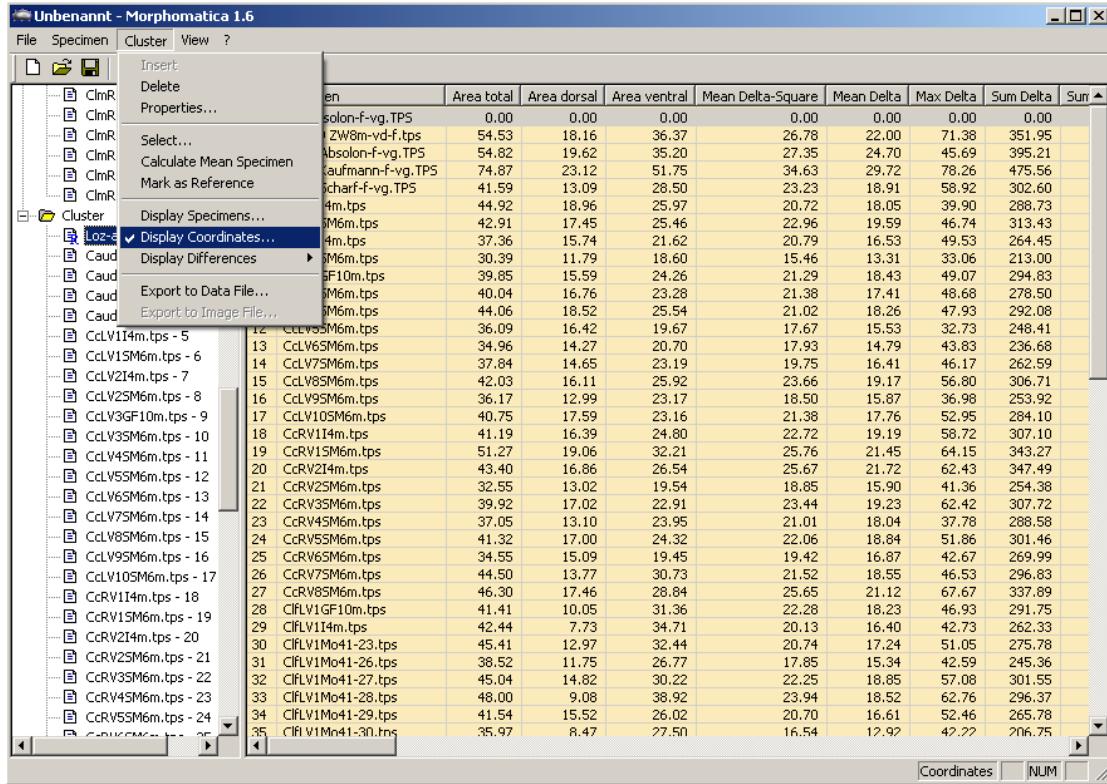 Unbenannt - Morphomatica 1.6
File Specimen Cluster View ?
Insert
Delete
Properties...
Select...
Calculate Mean Specimen
Mark as Reference
Display Specimens...
Display Coordinates...
Display Differences
Export to Data File...
Export to Image File...
ClmR
ClmR
ClmR
ClmR
ClmR
ClmR
Cluster
Loz-a
Caud
Caud
Caud
Caud
CcLV1I4m.tps - 5
CcLV1SM6m.tps - 6
CcLV2I4m.tps - 7
CcLV2SM6m.tps - 8
CcLV3GF10m.tps - 9
CcLV3SM6m.tps - 10
CcLV4SM6m.tps - 11
CcLV5SM6m.tps - 12
CcLV6SM6m.tps - 13
CcLV7SM6m.tps - 14
CcLV8SM6m.tps - 15
CcLV9SM6m.tps - 16
CcLV10SM6m.tps - 17
CcRV1I4m.tps - 18
CcRV1SM6m.tps - 19
CcRV2I4m.tps - 20
CcRV2SM6m.tps - 21
CcRV3SM6m.tps - 22
CcRV4SM6m.tps - 23
CcRV5SM6m.tps - 24
en Area total Area dorsal Area ventral Mean Delta-Square Mean Delta Max Delta Sum Delta Sum
solon-f-vg.TPS 0.00 0.00 0.00 0.00 0.00 0.00 0.00
ZW8m-vd-f.tps 54.53 18.16 36.37 26.78 22.00 71.38 351.95
Absolon-f-vg.TPS 54.82 19.62 35.20 27.35 24.70 45.69 395.21
Kaufmann-f-vg.TPS 74.87 23.12 51.75 34.63 29.72 78.26 475.56
Scharf-f-vg.TPS 41.59 13.09 28.50 23.23 18.91 58.92 302.60
4m.tps 44.92 18.96 25.97 20.72 18.05 39.90 288.73
SM6m.tps 42.91 17.45 25.46 22.96 19.59 46.74 313.43
4m.tps 37.36 15.74 21.62 20.79 16.53 49.53 264.45
SM6m.tps 30.39 11.79 18.60 15.46 13.31 33.06 213.00
GF10m.tps 39.85 15.59 24.26 21.29 18.43 49.07 294.83
SM6m.tps 40.04 16.76 23.28 21.38 17.41 48.68 278.50
SM6m.tps 44.06 18.52 25.54 21.02 18.26 47.93 292.08
12 CcLV5SM6m.tps 36.09 16.42 19.67 17.67 15.53 32.73 248.41
13 CcLV6SM6m.tps 34.96 14.27 20.70 17.93 14.79 43.83 236.68
14 CcLV7SM6m.tps 37.84 14.65 23.19 19.75 16.41 46.17 262.59
15 CcLV8SM6m.tps 42.03 16.11 25.92 23.66 19.17 56.80 306.71
16 CcLV9SM6m.tps 36.17 12.99 23.17 18.50 15.87 36.98 253.92
17 CcLV10SM6m.tps 40.75 17.59 23.16 21.38 17.76 52.95 284.10
18 CcRV1I4m.tps 41.19 16.39 24.80 22.72 19.19 58.72 307.10
19 CcRV1SM6m.tps 51.27 19.06 32.21 25.76 21.45 64.15 343.27
20 CcRV2I4m.tps 43.40 16.86 26.54 25.67 21.72 62.43 347.49
21 CcRV2SM6m.tps 32.55 13.02 19.54 18.85 15.90 41.36 254.38
22 CcRV3SM6m.tps 39.92 17.02 22.91 23.44 19.23 62.42 307.72
23 CcRV4SM6m.tps 37.05 13.10 23.95 21.01 18.04 37.78 288.58
24 CcRV5SM6m.tps 41.32 17.00 24.32 22.06 18.84 51.86 301.46
25 CcRV6SM6m.tps 34.55 15.09 19.45 19.42 16.87 42.67 269.99
26 CcRV7SM6m.tps 44.50 13.77 30.73 21.52 18.55 46.53 296.83
27 CcRV8SM6m.tps 46.30 17.46 28.84 25.65 21.12 67.67 337.89
28 ClfLV1GF10m.tps 41.41 10.05 31.36 22.28 18.23 46.93 291.75
29 ClfLV1I4m.tps 42.44 7.73 34.71 20.13 16.40 42.73 262.33
30 ClfLV1Mo41-23.tps 45.41 12.97 32.44 20.74 17.24 51.05 275.78
31 ClfLV1Mo41-26.tps 38.52 11.75 26.77 17.85 15.34 42.59 245.36
32 ClfLV1Mo41-27.tps 45.04 14.82 30.22 22.25 18.85 57.08 301.55
33 ClfLV1Mo41-28.tps 48.00 9.08 38.92 23.94 18.52 62.76 296.37
34 ClfLV1Mo41-29.tps 41.54 15.52 26.02 20.70 16.61 52.46 265.78
35 ClfLV1Mo41-30.tps 35.97 8.47 27.50 16.54 12.92 42.22 206.75
Coordinates NUM